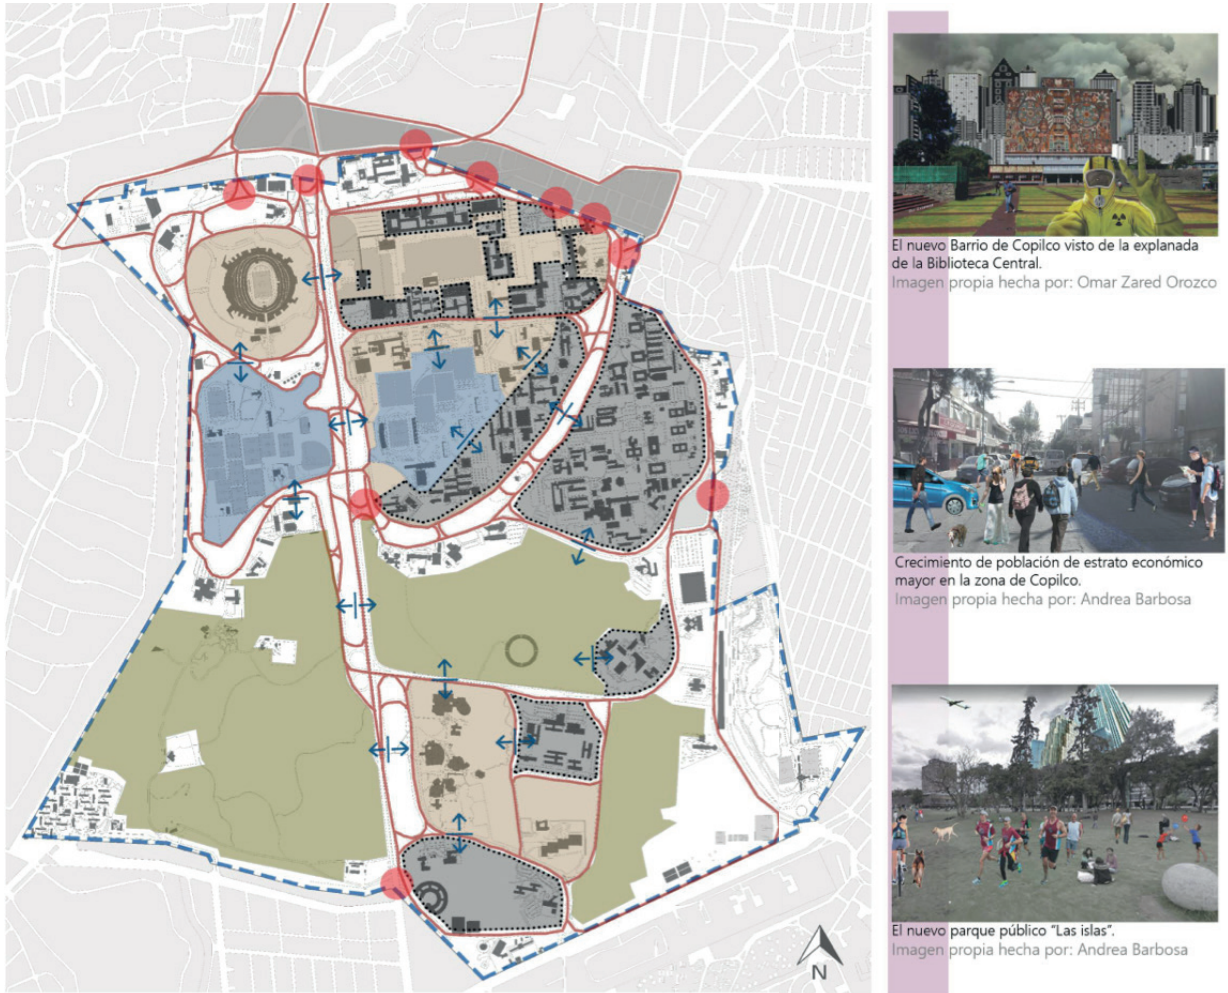 N
El nuevo Barrio de Copilco visto de la explanada
de la Biblioteca Central.
Imagen propia hecha por: Omar Zared Orozco
Crecimiento de población de estrato económico
mayor en la zona de Copilco.
Imagen propia hecha por: Andrea Barbosa
El nuevo parque público “Las islas”.
Imagen propia hecha por: Andrea Barbosa